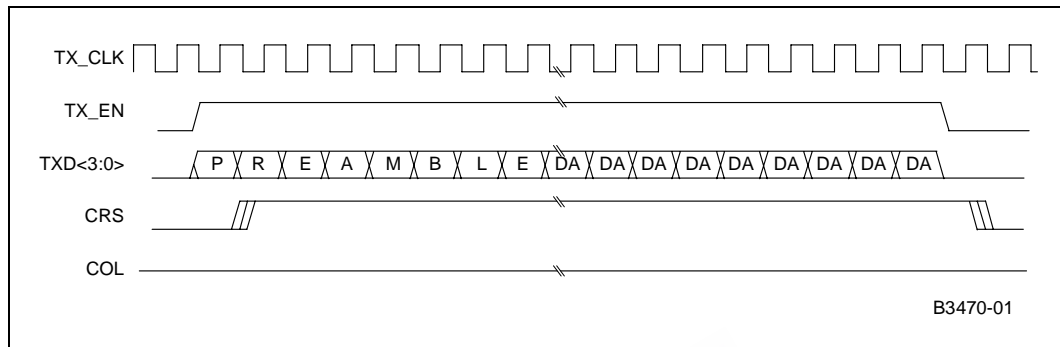 TX_CLK
TX_EN
TXD<3:0> P R E A M B L E DA DA DA DA DA DA DA DA DA
CRS
COL
B3470-01